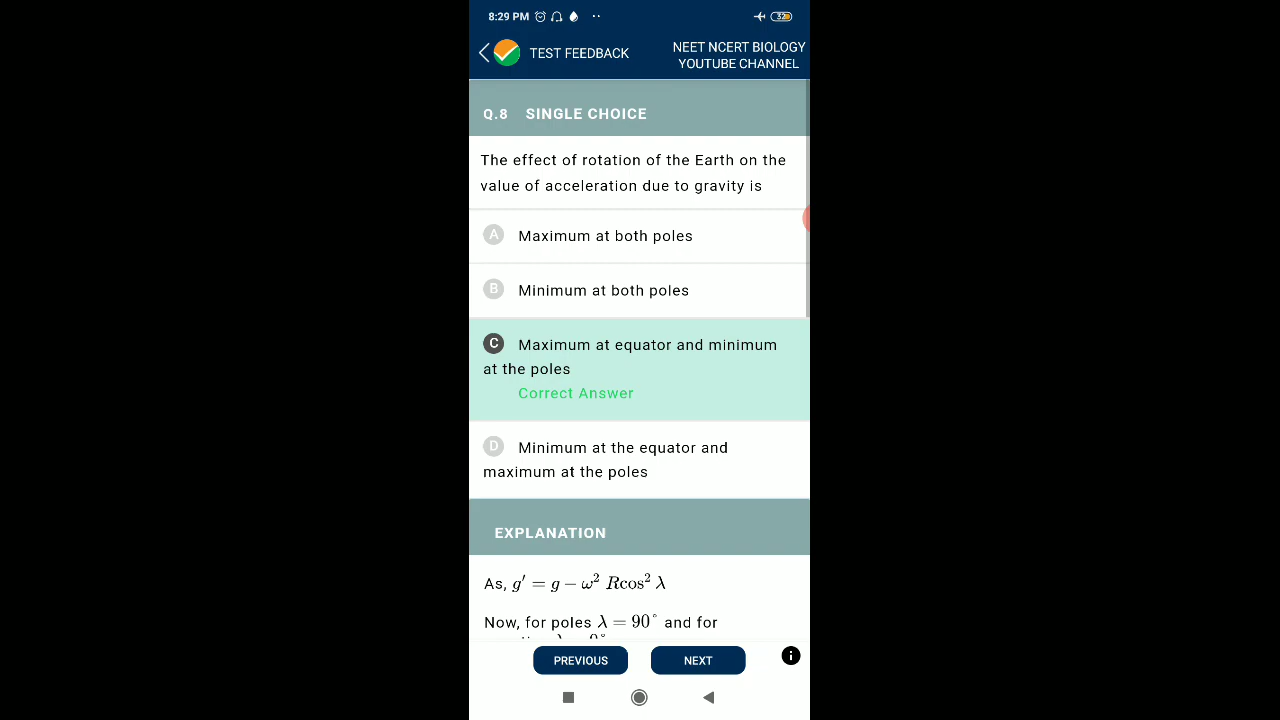 8:29 PM
32
TEST FEEDBACK
NEET NCERT BIOLOGY
YOUTUBE CHANNEL
Q.8 SINGLE CHOICE
The effect of rotation of the Earth on the
value of acceleration due to gravity is
A Maximum at both poles
B Minimum at both poles
C Maximum at equator and minimum
at the poles
Correct Answer
D Minimum at the equator and
maximum at the poles
EXPLANATION
As, g′ = g − ω² Rcos² λ
Now, for poles λ = 90° and for
PREVIOUS
NEXT